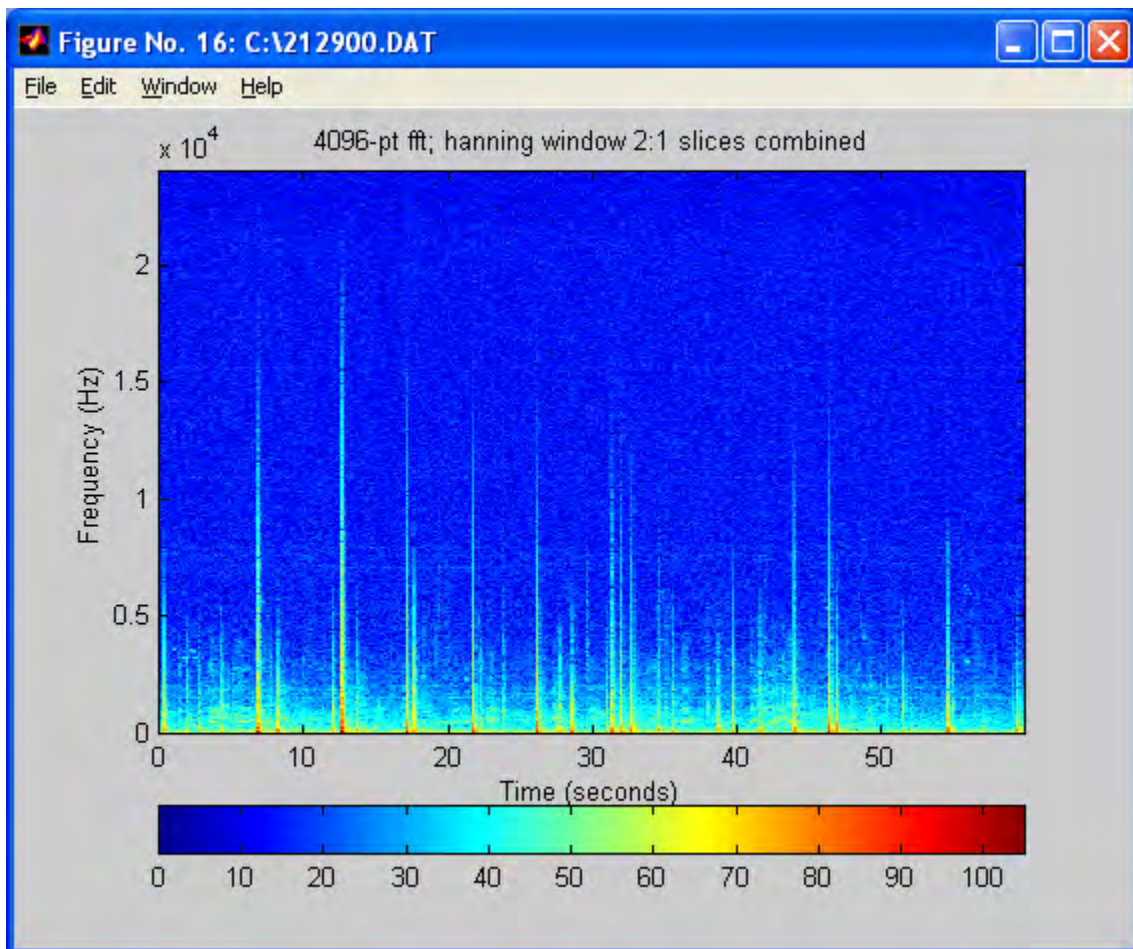 Figure No. 16: C:\212900.DAT
File Edit Window Help
x 10^4
4096-pt fft; hanning window 2:1 slices combined
2
1.5
1
0.5
0
Frequency (Hz)
0 10 20 30 40 50
Time (seconds)
0 10 20 30 40 50 60 70 80 90 100